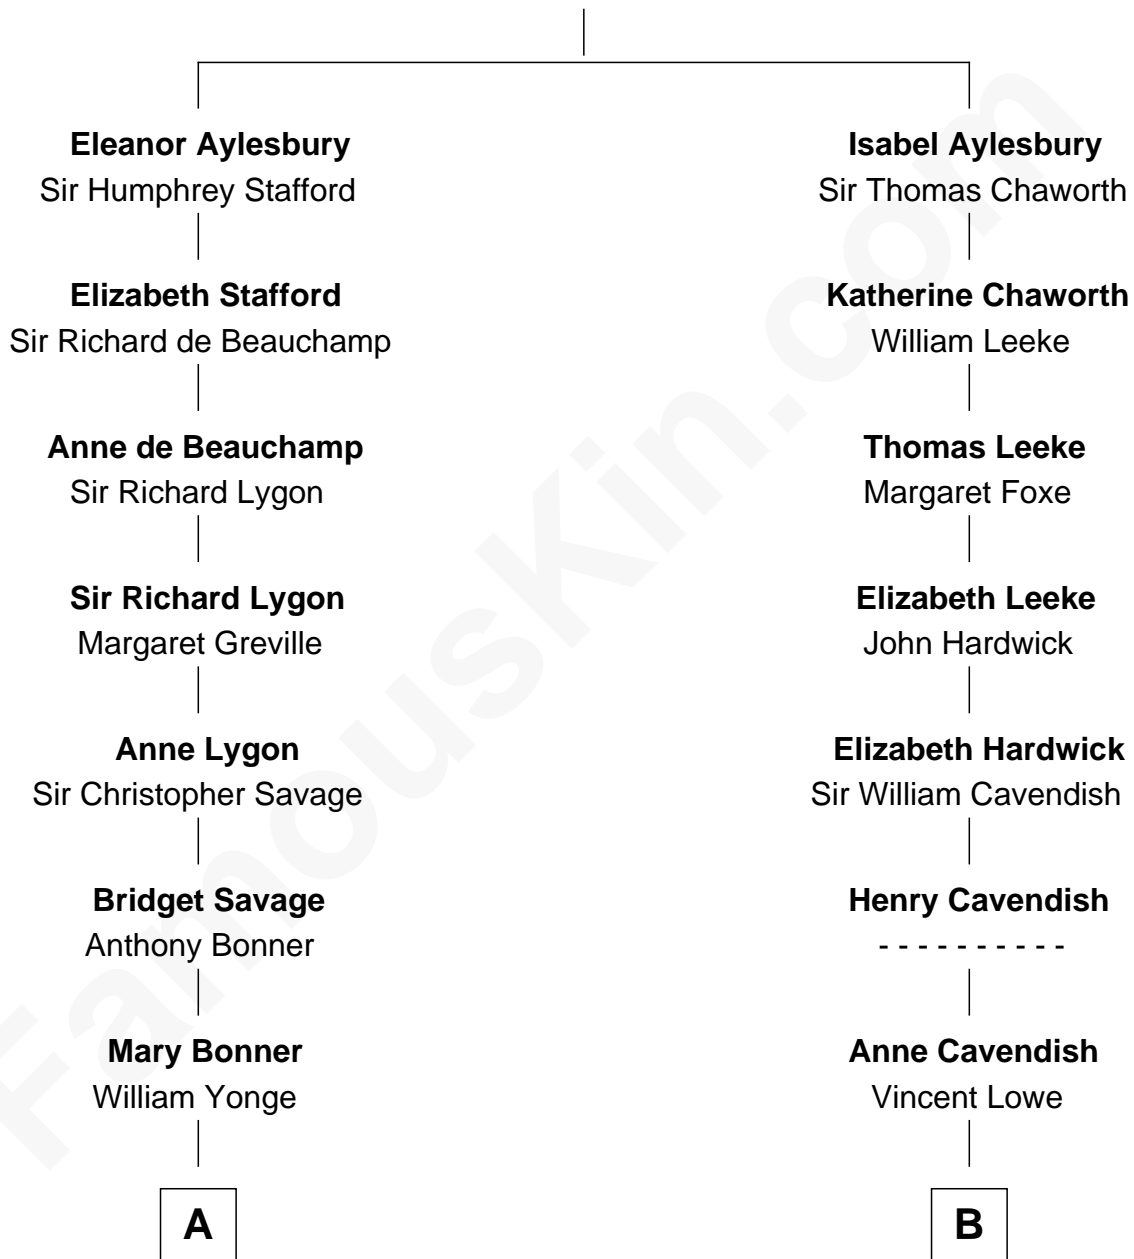 Eleanor Aylesbury
Sir Humphrey Stafford
Elizabeth Stafford
Sir Richard de Beauchamp
Anne de Beauchamp
Sir Richard Lygon
Sir Richard Lygon
Margaret Greville
Anne Lygon
Sir Christopher Savage
Bridget Savage
Anthony Bonner
Mary Bonner
William Yonge
A
Isabel Aylesbury
Sir Thomas Chaworth
Katherine Chaworth
William Leeke
Thomas Leeke
Margaret Foxe
Elizabeth Leeke
John Hardwick
Elizabeth Hardwick
Sir William Cavendish
Henry Cavendish
- - - - - - - - - -
Anne Cavendish
Vincent Lowe
B
FamousKin.com